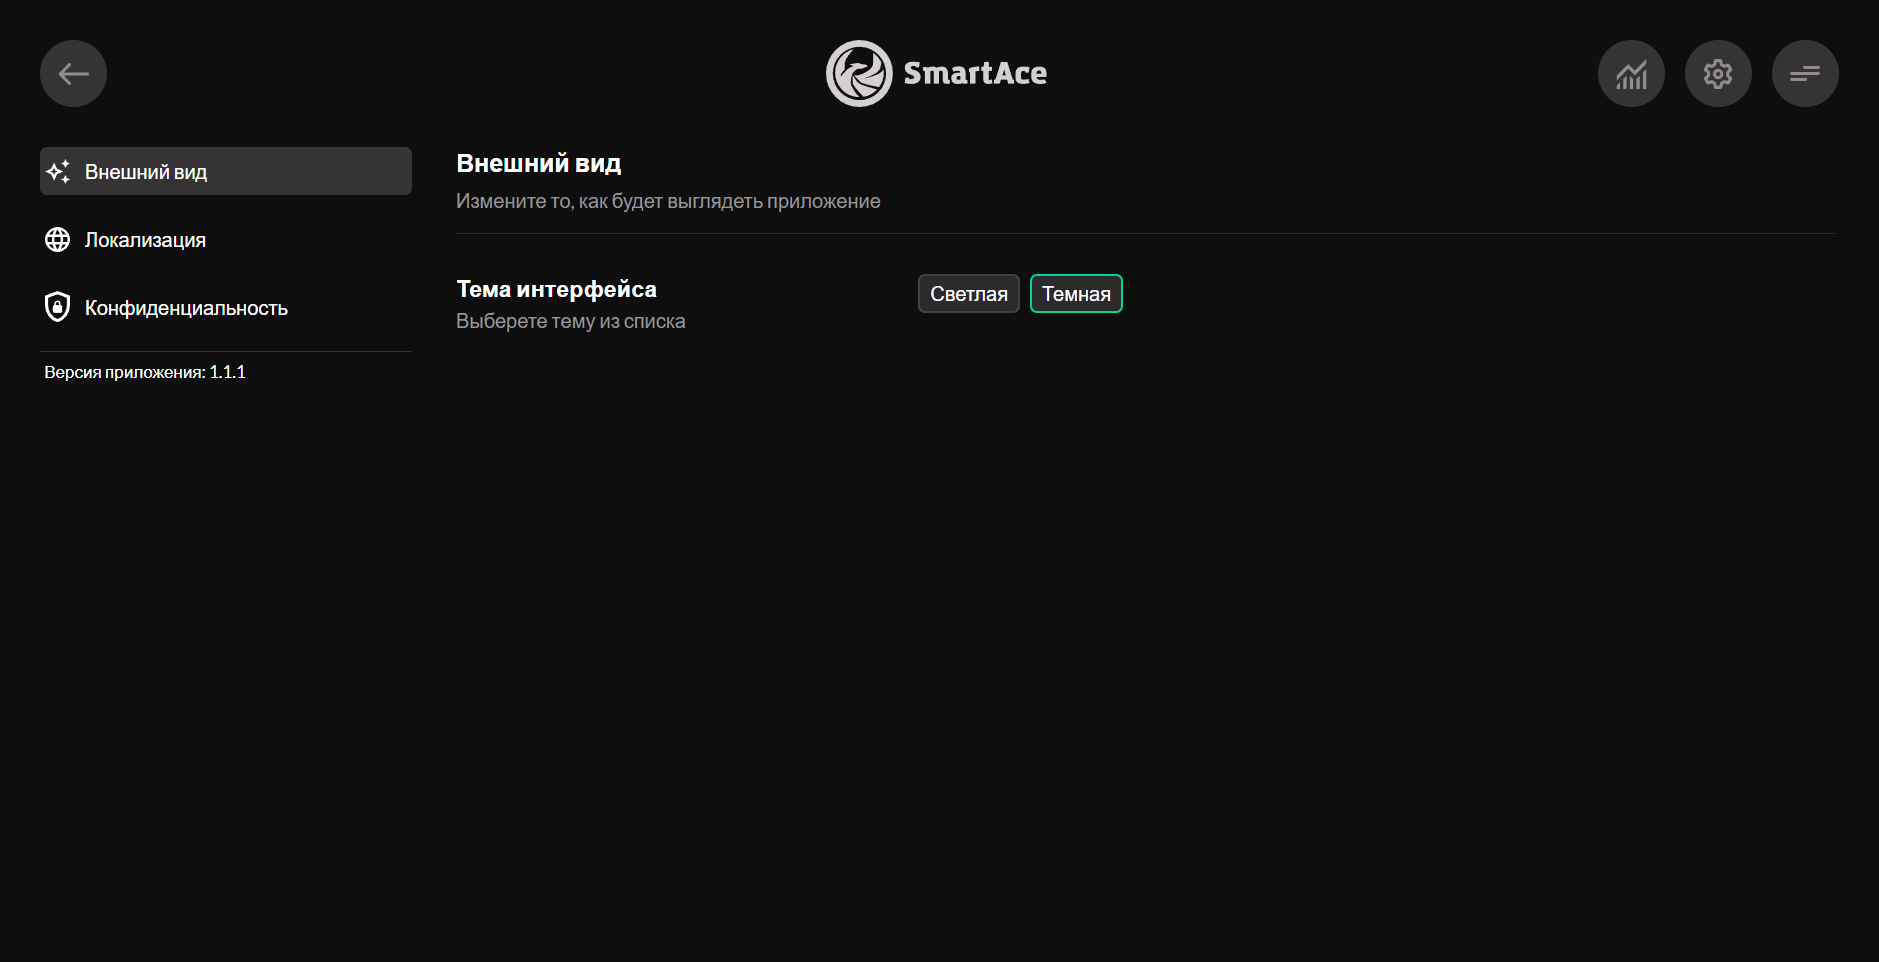 SmartAce
Внешний вид
Локализация
Конфиденциальность
Версия приложения: 1.1.1
Внешний вид
Измените то, как будет выглядеть приложение
Тема интерфейса
Выберете тему из списка
Светлая
Темная